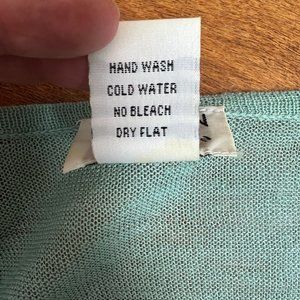 HAND WASH
COLD WATER
NO BLEACH
DRY FLAT